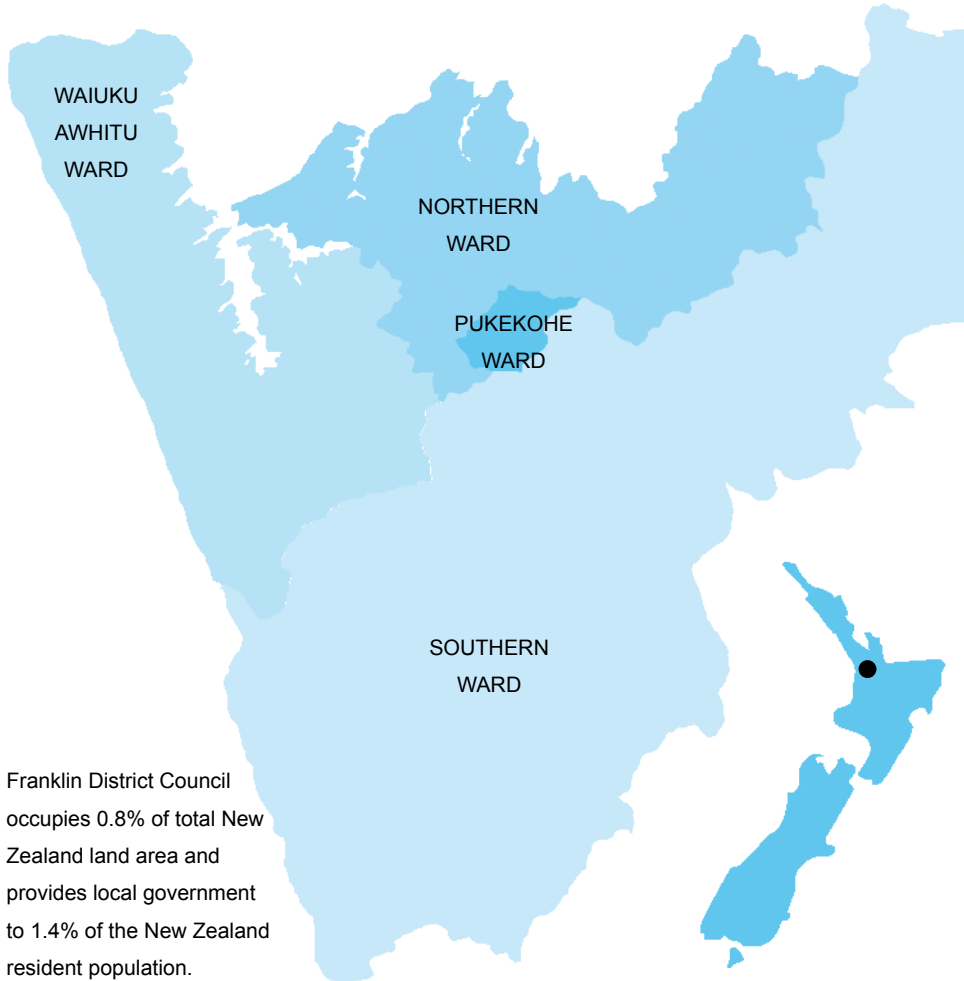 WAIUKU
AWHITU
WARD
NORTHERN
WARD
PUKEKOHE
WARD
SOUTHERN
WARD
Franklin District Council
occupies 0.8% of total New
Zealand land area and
provides local government
to 1.4% of the New Zealand
resident population.